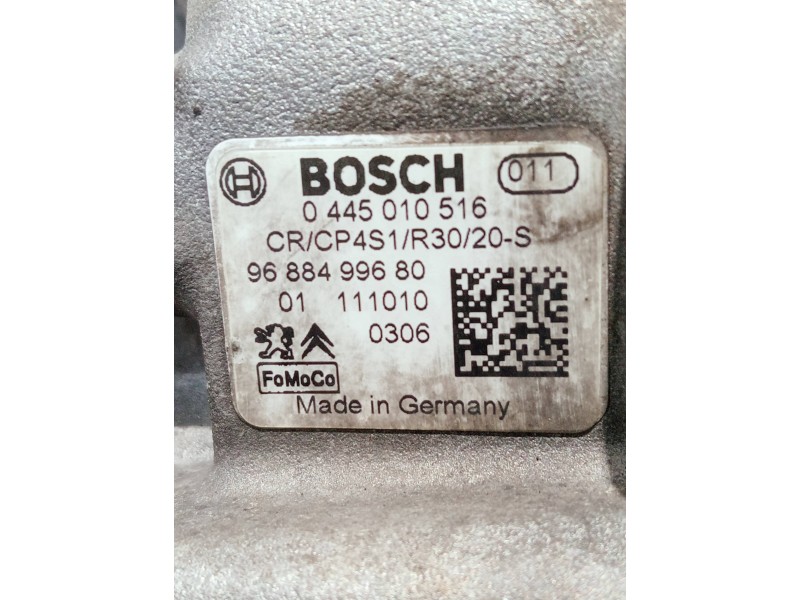 BOSCH 011
0 445 010 516
CR/CP4S1/R30/20-S
96 884 996 80
01 111010
0306
FoMoCo
Made in Germany